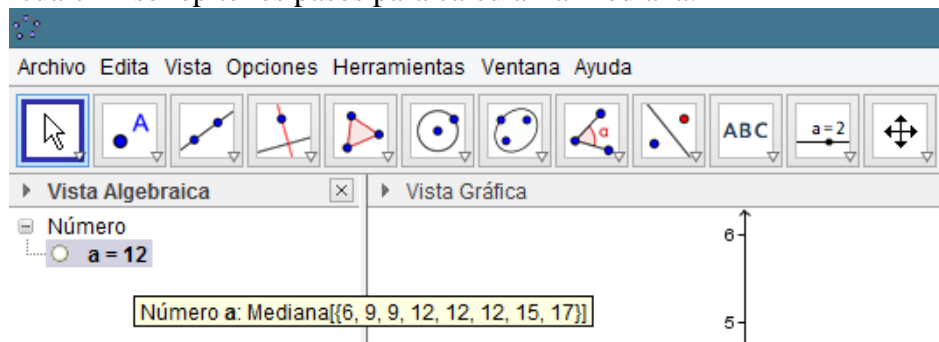 Archivo Edita Vista Opciones Herramientas Ventana Ayuda
A
α
ABC
a=2
Vista Algebraica
Vista Gráfica
Número
a = 12
6
Número a: Mediana[{6, 9, 9, 12, 12, 12, 15, 17}]
5